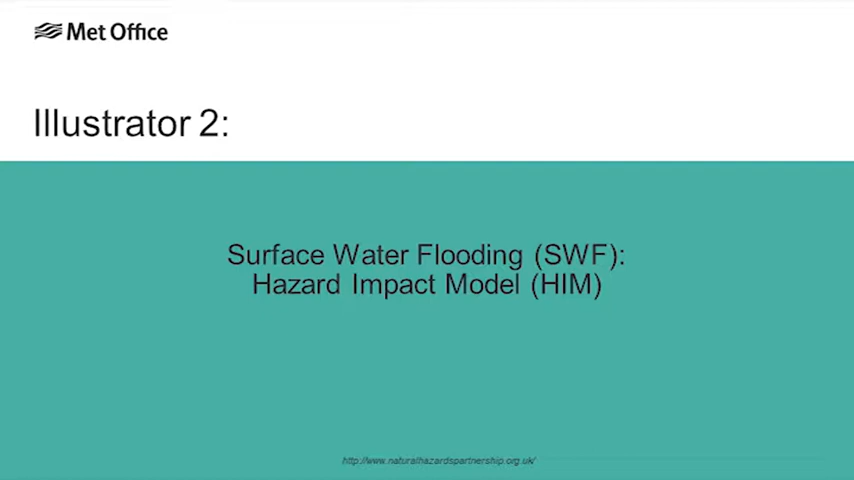 Met Office
Illustrator 2:
Surface Water Flooding (SWF):
Hazard Impact Model (HIM)
http://www.naturalhazardspartnership.org.uk/